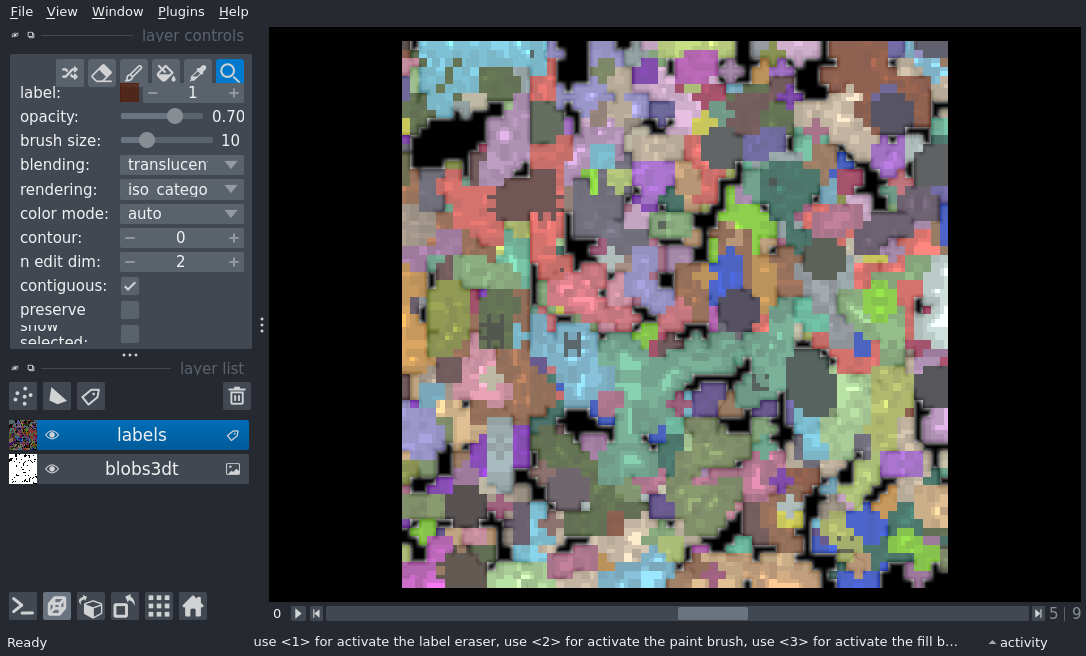 File View Window Plugins Help
layer controls
label: 1
opacity: 0.70
brush size: 10
blending: translucen
rendering: iso catego
color mode: auto
contour: 0
n edit dim: 2
contiguous:
preserve
show
selected:
layer list
labels
blobs3dt
0 5 | 9
Ready use <1> for activate the label eraser, use <2> for activate the paint brush, use <3> for activate the fill b... activity